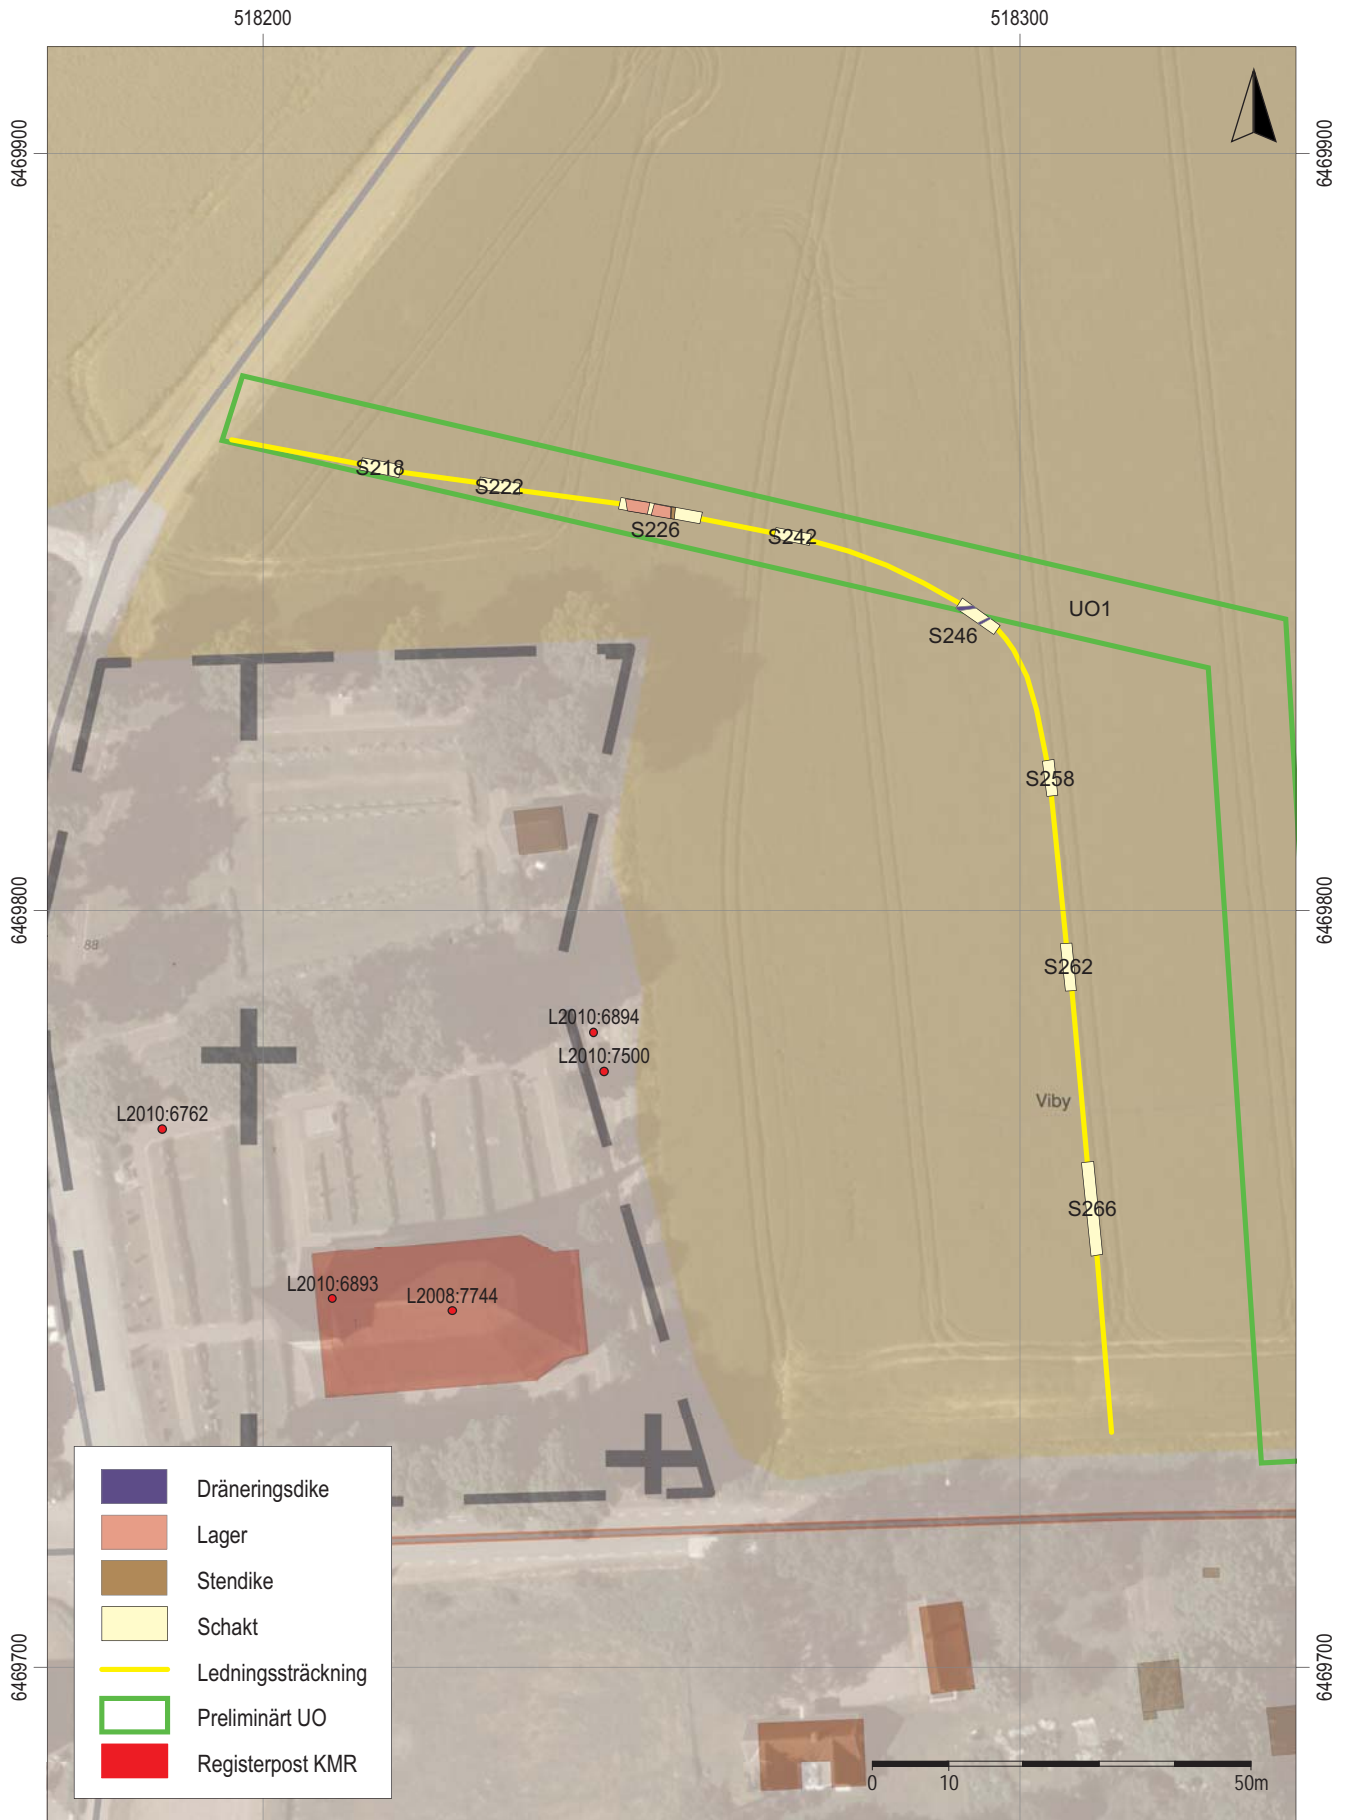 518200
518300
6469900
6469900
S218
S222
S226
S242
UO1
S246
S258
6469800
6469800
88
S262
L2010:6894
L2010:7500
Viby
L2010:6762
S266
L2010:6893
L2008:7744
Dräneringsdike
Lager
Stendike
Schakt
Ledningssträckning
Preliminärt UO
Registerpost KMR
6469700
6469700
0 10 50m